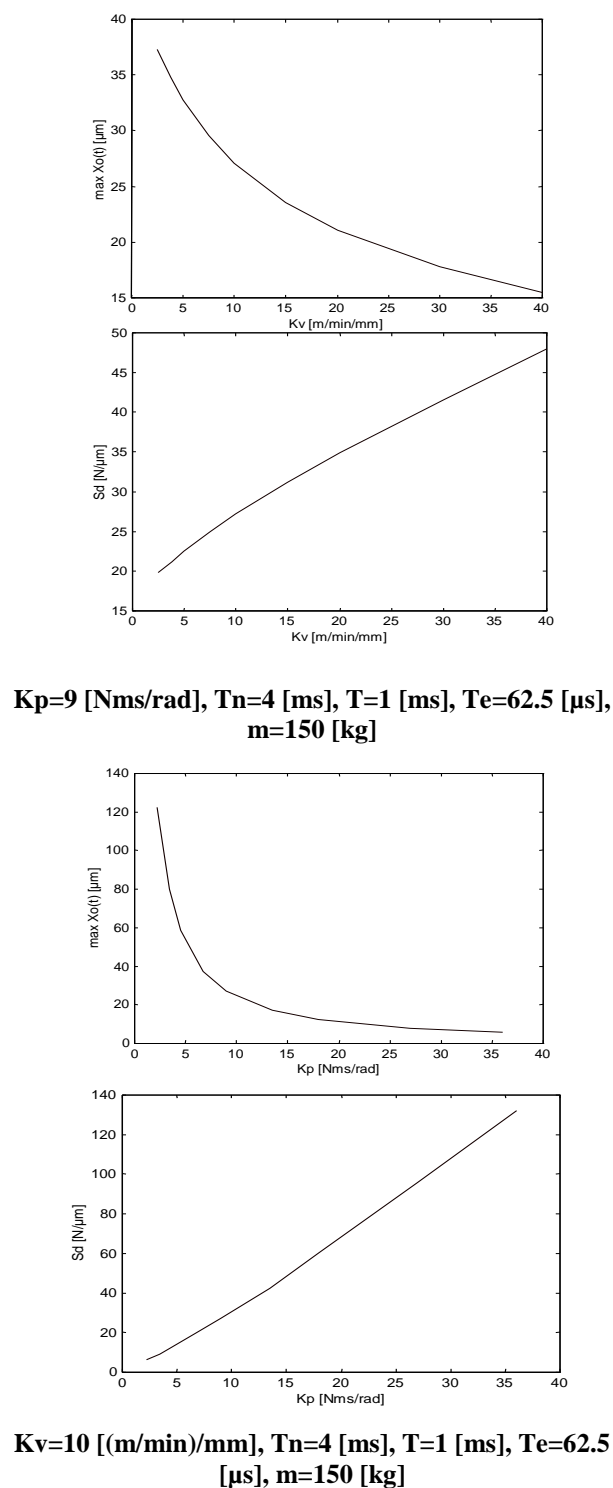 40
35
30
25
20
15
max Xo(t) [µm]
0 5 10 15 20 25 30 35 40
Kv [m/min/mm]
50
45
40
35
30
25
20
15
Sd [N/µm]
0 5 10 15 20 25 30 35 40
Kv [m/min/mm]
Kp=9 [Nms/rad], Tn=4 [ms], T=1 [ms], Te=62.5 [µs],
m=150 [kg]
140
120
100
80
60
40
20
0
max Xo(t) [µm]
0 5 10 15 20 25 30 35 40
Kp [Nms/rad]
140
120
100
80
60
40
20
0
Sd [N/µm]
0 5 10 15 20 25 30 35 40
Kp [Nms/rad]
Kv=10 [(m/min)/mm], Tn=4 [ms], T=1 [ms], Te=62.5
[µs], m=150 [kg]